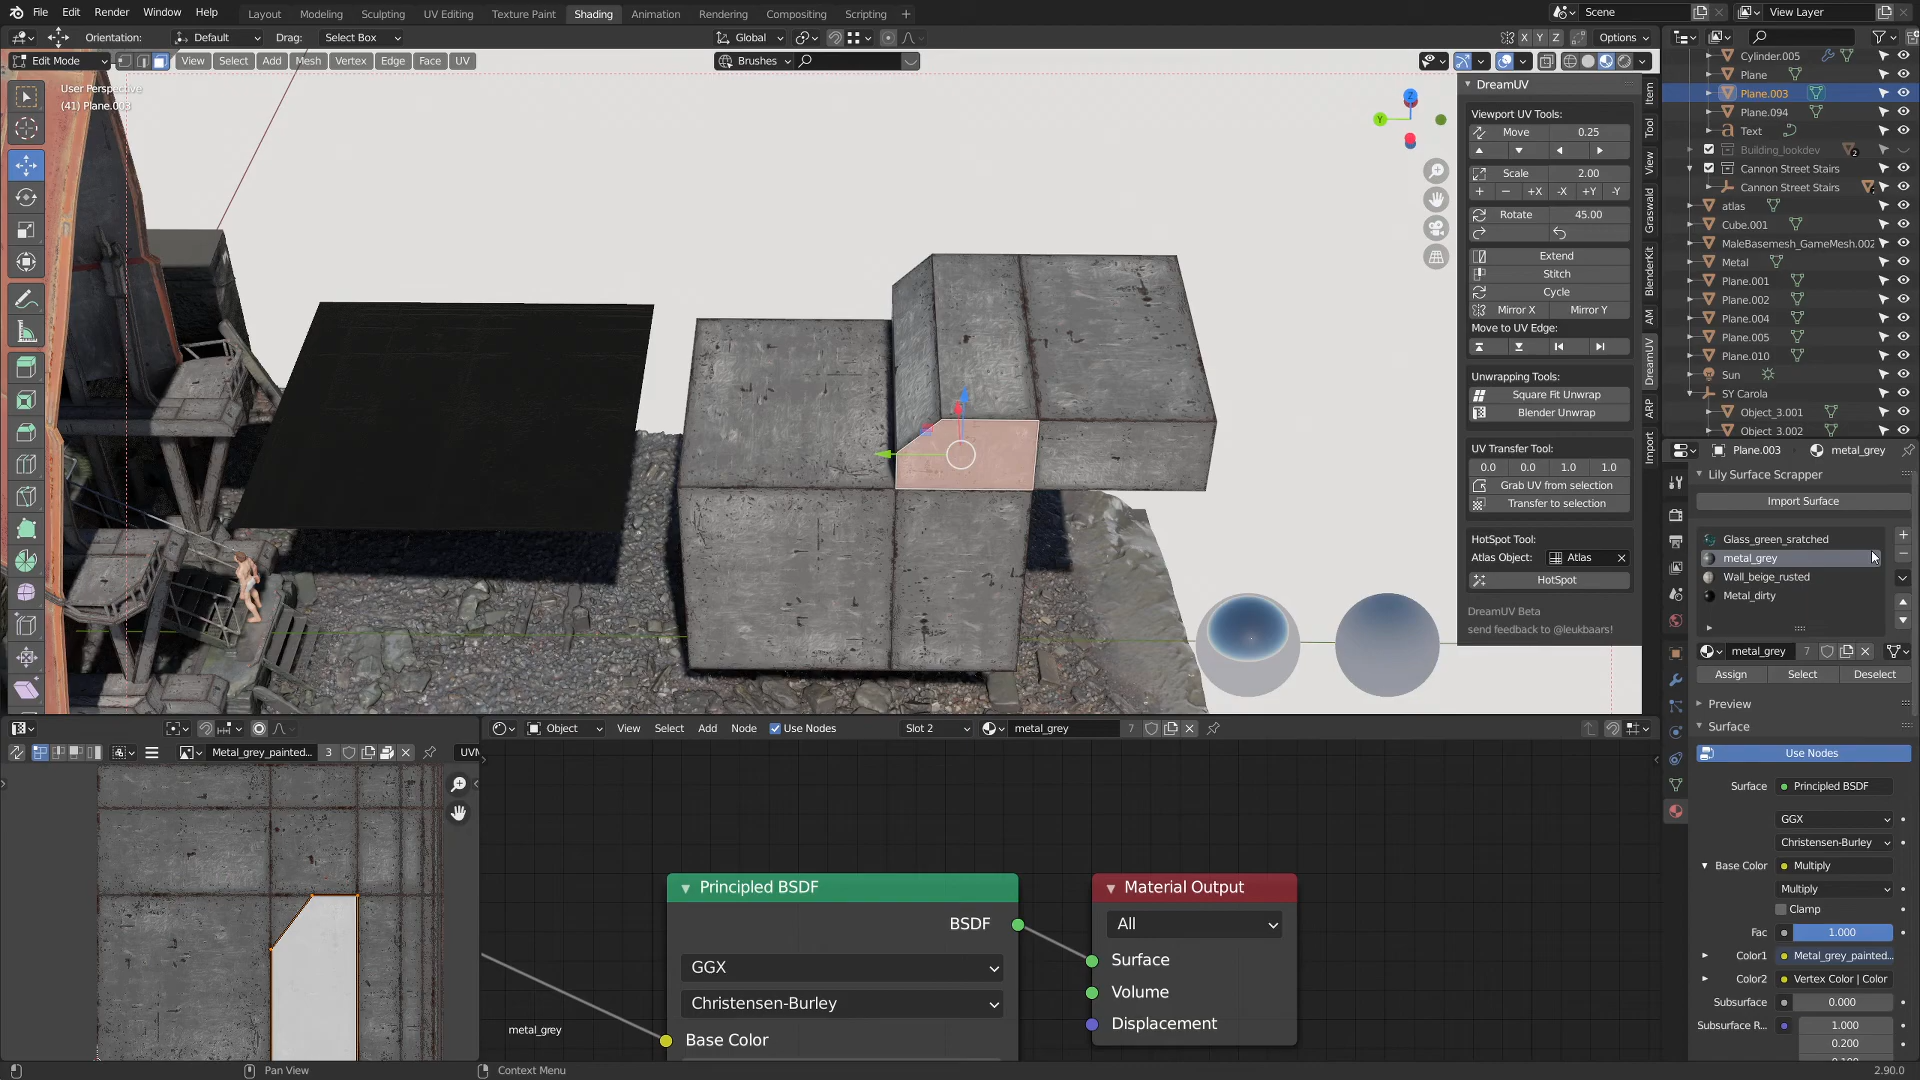 File Edit Render Window Help Layout Modeling Sculpting UV Editing Texture Paint Shading Animation Rendering Compositing Scripting + Scene View Layer
Orientation: Default Drag: Select Box Global X Y Z Options
Edit Mode View Select Add Mesh Vertex Edge Face UV Brushes
User Perspective
(41) Plane.003
Z
Y
DreamUV
Viewport UV Tools:
Move 0.25
Scale 2.00
+ − +X -X +Y -Y
Rotate 45.00
Extend
Stitch
Cycle
Mirror X Mirror Y
Move to UV Edge:
Unwrapping Tools:
Square Fit Unwrap
Blender Unwrap
UV Transfer Tool:
0.0 0.0 1.0 1.0
Grab UV from selection
Transfer to selection
HotSpot Tool:
Atlas Object: Atlas
HotSpot
DreamUV Beta
send feedback to @leukbaars!
Item
Tool
View
Graswald
BlenderKit
AM
DreamUV
ARP
Import
Cylinder.005
Plane
Plane.003
Plane.094
Text
Building_lookdev 2
Cannon Street Stairs
Cannon Street Stairs
atlas
Cube.001
MaleBasemesh_GameMesh.002
Metal
Plane.001
Plane.002
Plane.004
Plane.005
Plane.010
Sun
SY Carola
Object_3.001
Object_3.002
Plane.003 metal_grey
Lily Surface Scrapper
Import Surface
Glass_green_sratched
metal_grey
Wall_beige_rusted
Metal_dirty
metal_grey 7
Assign Select Deselect
Preview
Surface
Use Nodes
Surface Principled BSDF
GGX
Christensen-Burley
Base Color Multiply
Multiply
Clamp
Fac 1.000
Color1 Metal_grey_painted...
Color2 Vertex Color | Color
Subsurface 0.000
Subsurface R... 1.000
0.200
Object View Select Add Node Use Nodes Slot 2 metal_grey 7
Metal_grey_painted... 3 UVM
Principled BSDF
BSDF
GGX
Christensen-Burley
Base Color
Material Output
All
Surface
Volume
Displacement
metal_grey
Pan View Context Menu 2.90.0